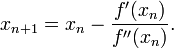 x_{n+1} = x_n - \frac{f'(x_n)}{f''(x_n)}.